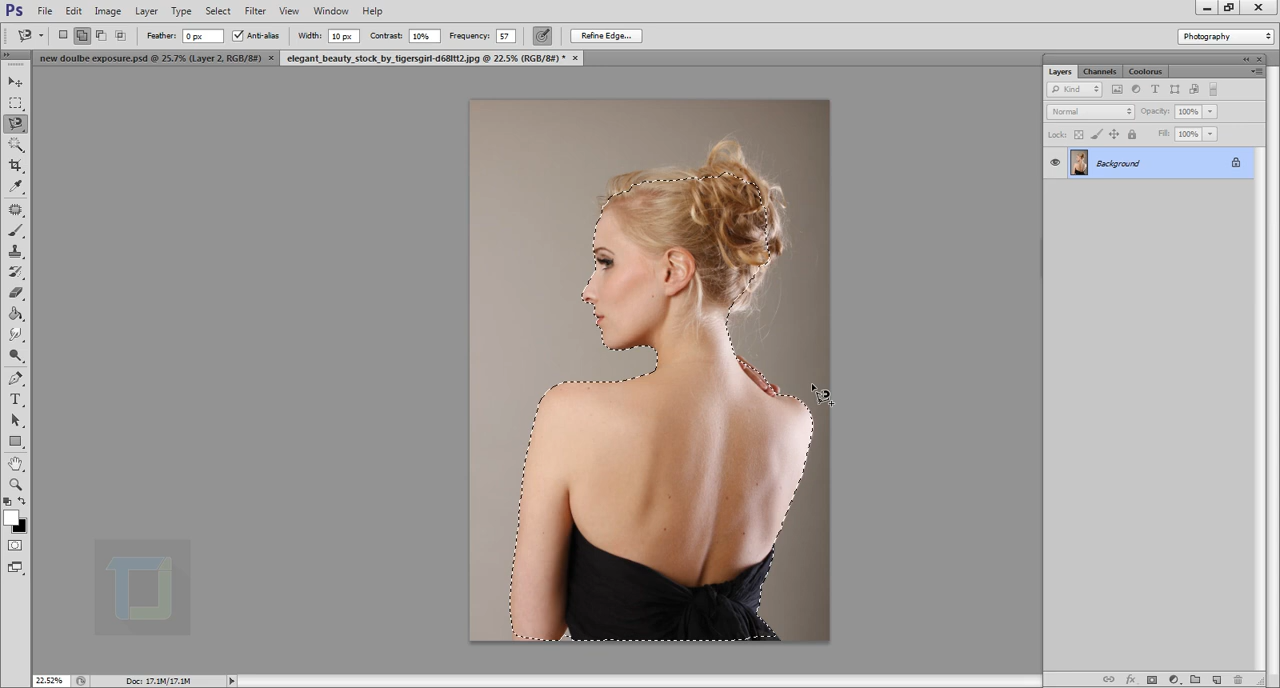 Ps File Edit Image Layer Type Select Filter View Window Help
Feather: 0 px Anti-alias Width: 10 px Contrast: 10% Frequency: 57 Refine Edge... Photography
new doulbe exposure.psd @ 25.7% (Layer 2, RGB/8#) × elegant_beauty_stock_by_tigersgirl-d68ltt2.jpg @ 22.5% (RGB/8#) * ×
Layers Channels Coolorus
Kind
Normal Opacity: 100%
Lock: Fill: 100%
Background
22.52% Doc: 17.1M/17.1M